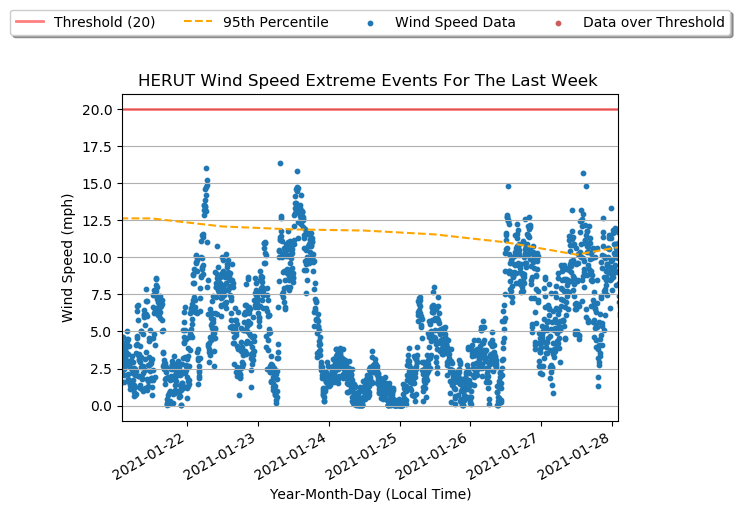 Threshold (20) 95th Percentile Wind Speed Data Data over Threshold
HERUT Wind Speed Extreme Events For The Last Week
20.0
17.5
15.0
12.5
10.0
7.5
5.0
2.5
0.0
Wind Speed (mph)
2021-01-22 2021-01-23 2021-01-24 2021-01-25 2021-01-26 2021-01-27 2021-01-28
Year-Month-Day (Local Time)